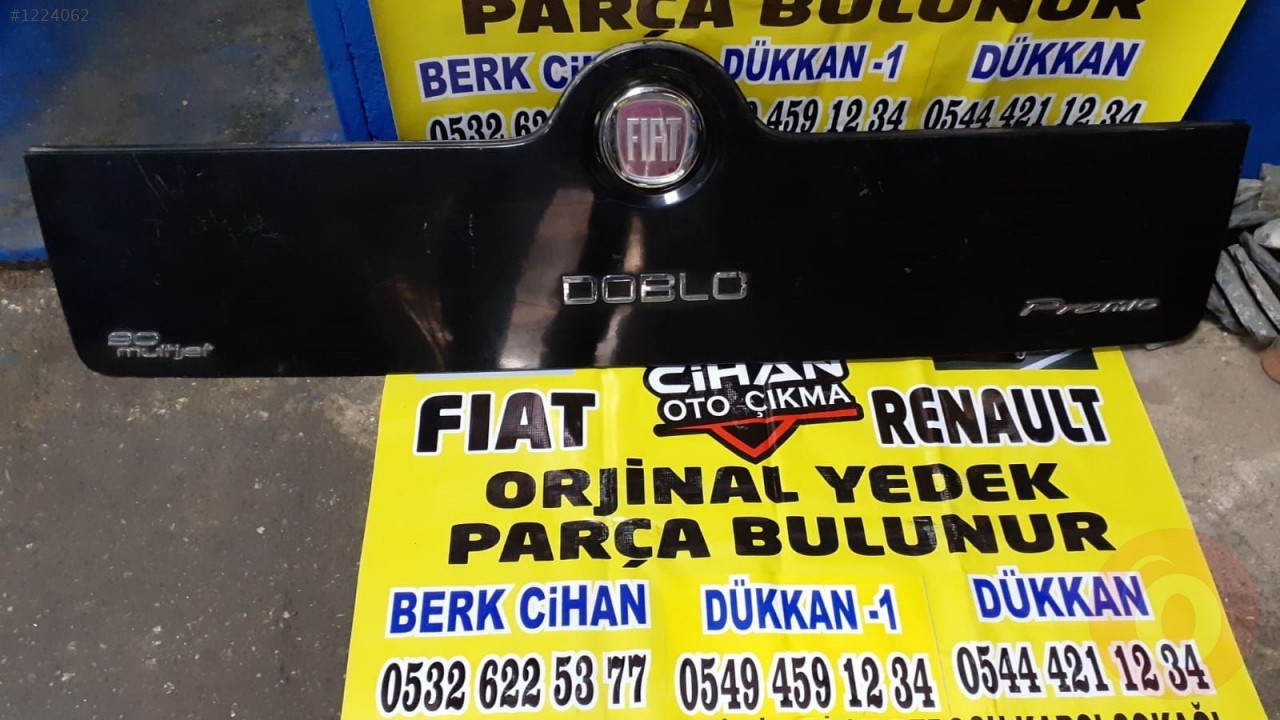 #1224062
PARÇA BULUNUR
BERK CİHAN
DÜKKAN -1
DÜKKAN
0532 62
459 12 34
0544 421 12 34
FIAT
DOBLO
Premio
90
multijet
CİHAN
OTO ÇIKMA
FIAT
RENAULT
ORJİNAL YEDEK
PARÇA BULUNUR
BERK CİHAN
DÜKKAN -1
DÜKKAN
0532 622 53 77
0549 459 12 34
0544 421 12 34